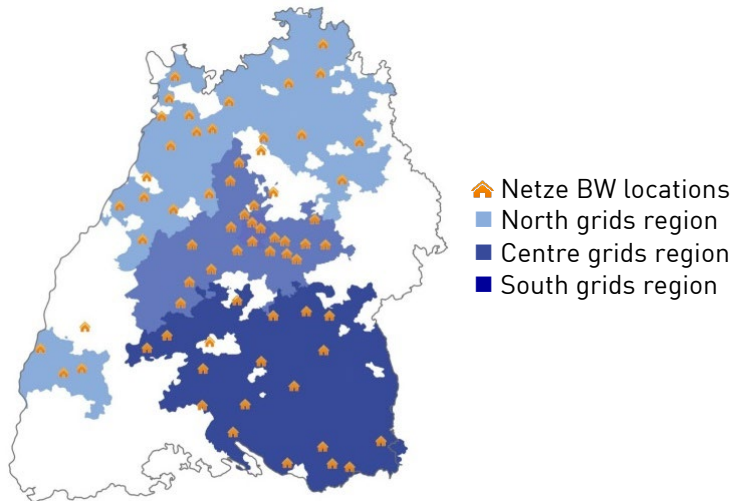 Netze BW locations
North grids region
Centre grids region
South grids region